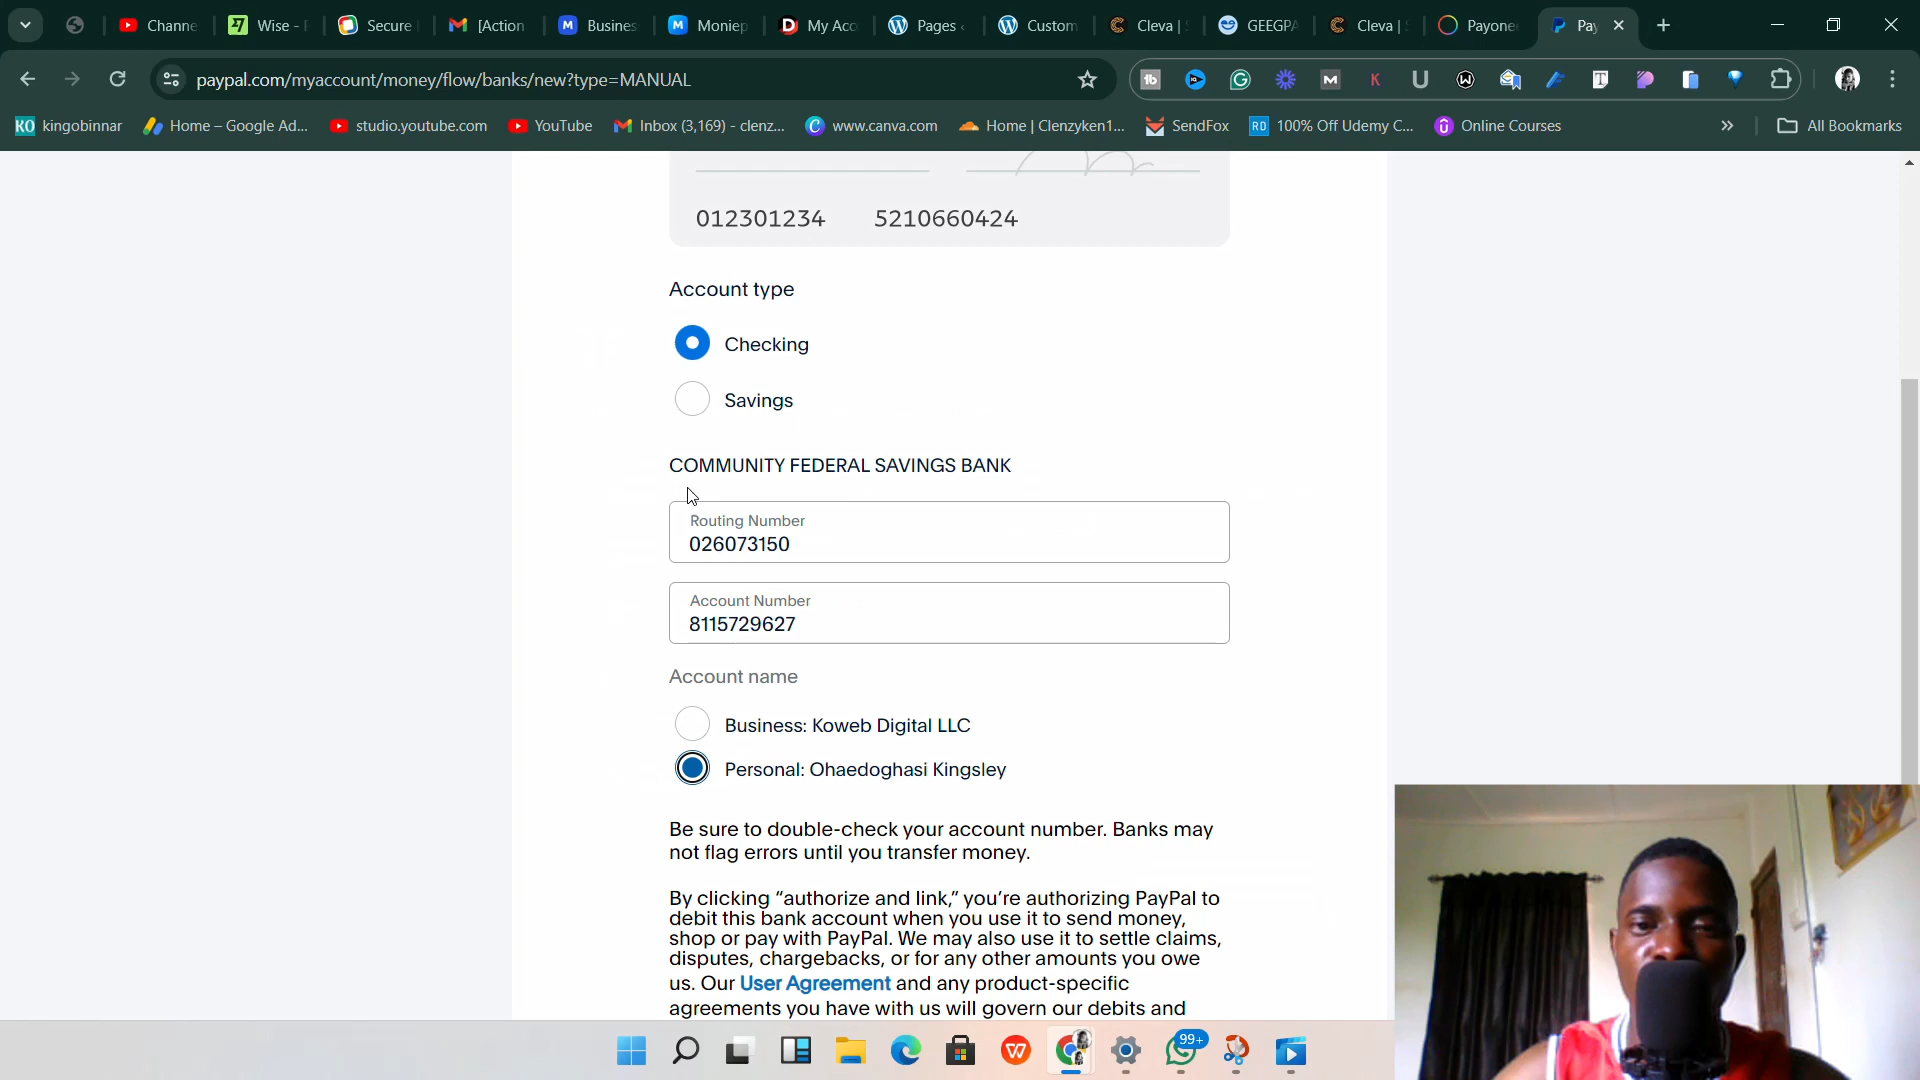 Channe
Wise -
Secure
[Action
Busines
Moniep
My Acc
Pages
Custom
Cleva |
GEEGPA
Cleva |
Payone
Pay
paypal.com/myaccount/money/flow/banks/new?type=MANUAL
KO kingobinnar
Home – Google Ad...
studio.youtube.com
YouTube
Inbox (3,169) - clenz...
www.canva.com
Home | Clenzyken1...
SendFox
RD 100% Off Udemy C...
Online Courses
All Bookmarks
012301234 5210660424
Account type
Checking
Savings
COMMUNITY FEDERAL SAVINGS BANK
Routing Number
026073150
Account Number
8115729627
Account name
Business: Koweb Digital LLC
Personal: Ohaedoghasi Kingsley
Be sure to double-check your account number. Banks may
not flag errors until you transfer money.
By clicking “authorize and link,” you’re authorizing PayPal to
debit this bank account when you use it to send money,
shop or pay with PayPal. We may also use it to settle claims,
disputes, chargebacks, or for any other amounts you owe
us. Our User Agreement and any product-specific
agreements you have with us will govern our debits and
99+